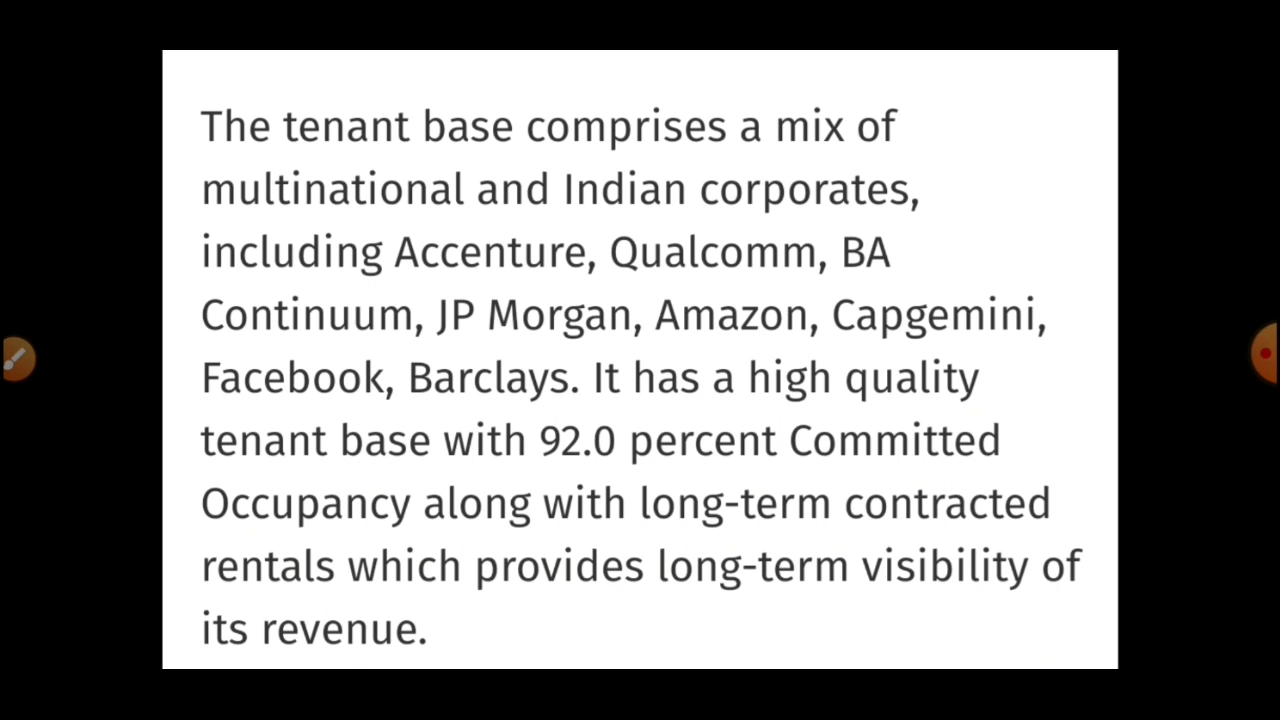 The tenant base comprises a mix of
multinational and Indian corporates,
including Accenture, Qualcomm, BA
Continuum, JP Morgan, Amazon, Capgemini,
Facebook, Barclays. It has a high quality
tenant base with 92.0 percent Committed
Occupancy along with long-term contracted
rentals which provides long-term visibility of
its revenue.